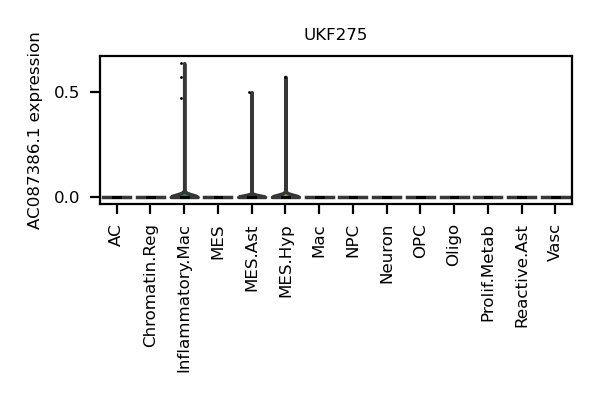 UKF275
AC087386.1 expression
0.5
0.0
AC
Chromatin.Reg
Inflammatory.Mac
MES
MES.Ast
MES.Hyp
Mac
NPC
Neuron
OPC
Oligo
Prolif.Metab
Reactive.Ast
Vasc